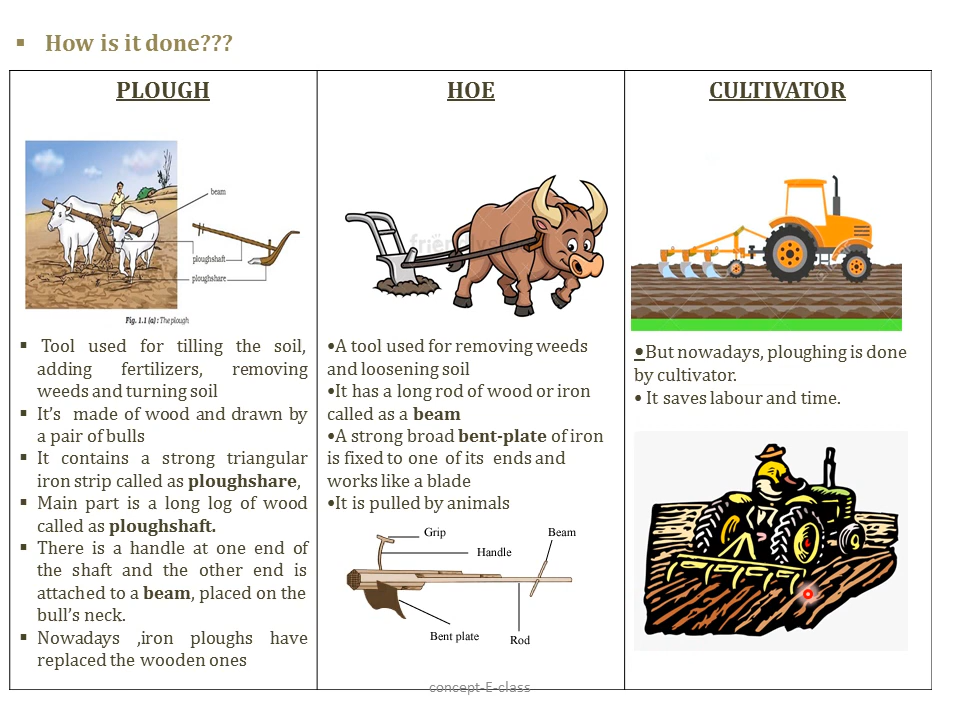 ▪ How is it done???
PLOUGH
beam
ploughshaft
ploughshare
Fig. 1.1 (a) : The plough
▪ Tool used for tilling the soil,
adding fertilizers, removing
weeds and turning soil
▪ It’s made of wood and drawn by
a pair of bulls
▪ It contains a strong triangular
iron strip called as ploughshare,
▪ Main part is a long log of wood
called as ploughshaft.
▪ There is a handle at one end of
the shaft and the other end is
attached to a beam, placed on the
bull’s neck.
▪ Nowadays ,iron ploughs have
replaced the wooden ones
HOE
•A tool used for removing weeds
and loosening soil
•It has a long rod of wood or iron
called as a beam
•A strong broad bent-plate of iron
is fixed to one of its ends and
works like a blade
•It is pulled by animals
Grip
Beam
Handle
Bent plate
Rod
CULTIVATOR
•But nowadays, ploughing is done
by cultivator.
• It saves labour and time.
concept-E-class